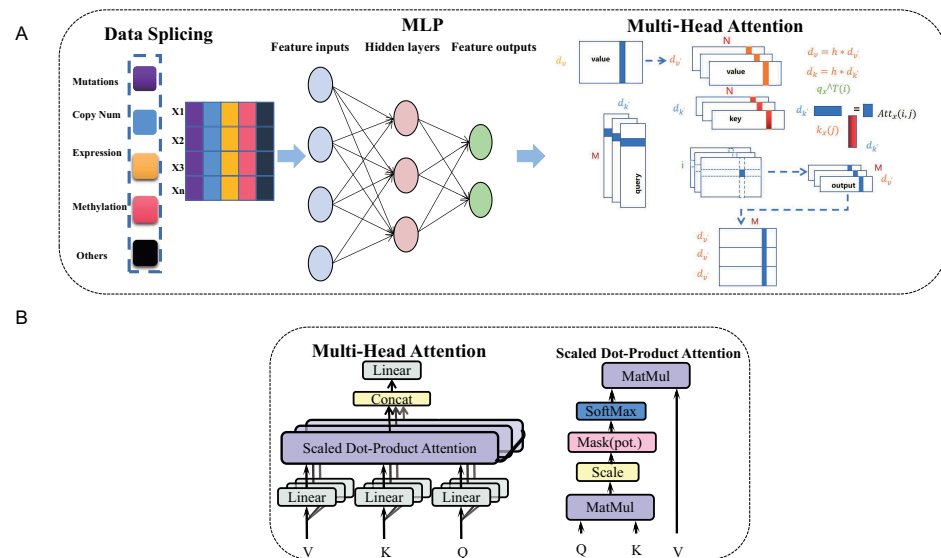 A
Data Splicing
Mutations
Copy Num
Expression
Methylation
Others
X1
X2
X3
Xn
MLP
Feature inputs
Hidden layers
Feature outputs
Multi-Head Attention
d_v
value
d_v'
N
value
d_v = h * d_v'
d_k = h * d_k'
q_x^T(i)
d_k'
M
query
d_k'
N
key
d_k'
= Att_x(i,j)
k_x(j)
d_k'
i
output
M
d_v'
M
d_v'
d_v'
d_v'
B
Multi-Head Attention
Linear
Concat
Scaled Dot-Product Attention
Linear
Linear
Linear
V
K
Q
Scaled Dot-Product Attention
MatMul
SoftMax
Mask(pot.)
Scale
MatMul
Q
K
V